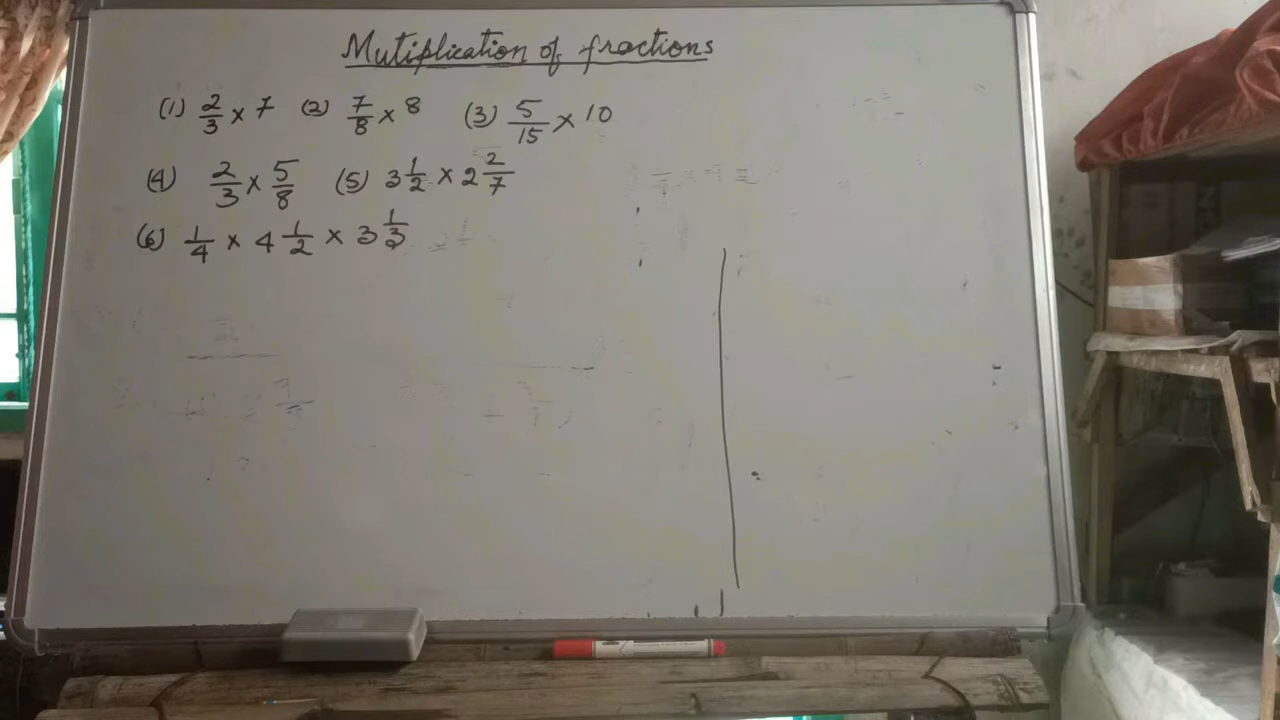 Mutiplication of fractions
(1) 2/3 x 7 (2) 7/8 x 8 (3) 5/15 x 10
(4) 2/3 x 5/8 (5) 3 1/2 x 2 2/7
(6) 1/4 x 4 1/2 x 3 1/3